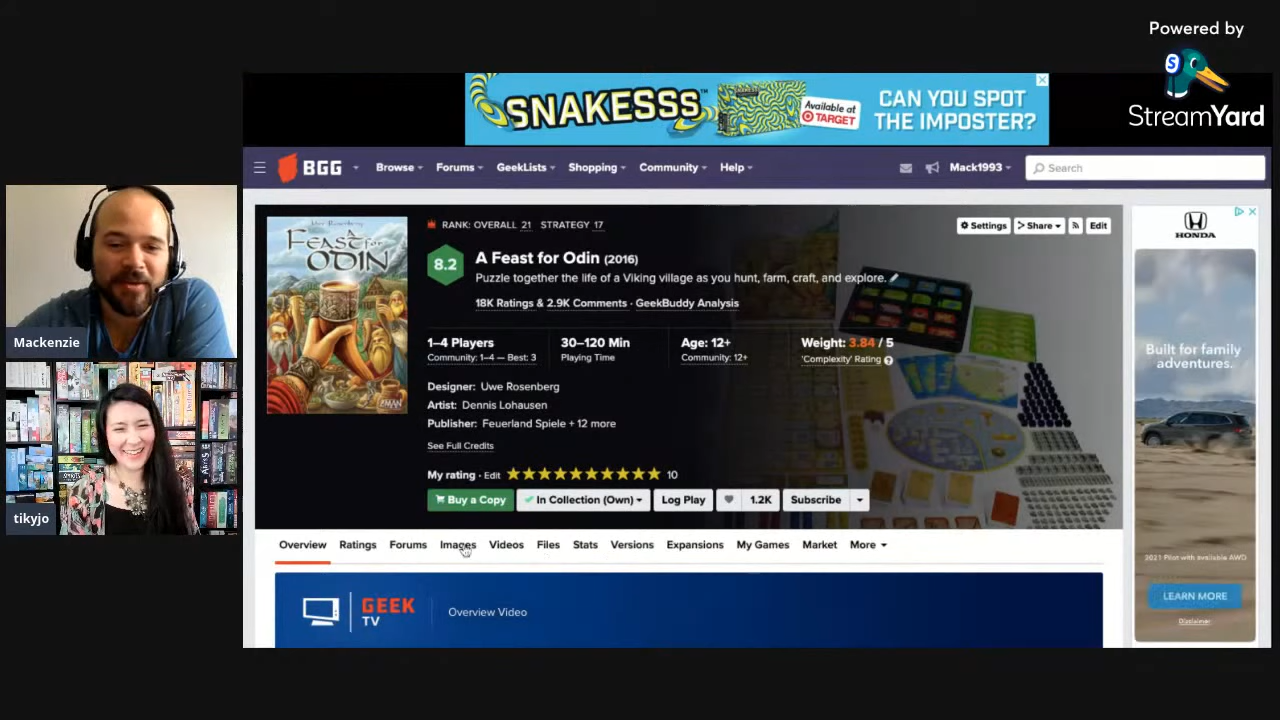 Powered by
S
StreamYard
SNAKESSS™
Available at
TARGET
CAN YOU SPOT
THE IMPOSTER?
BGG
Browse
Forums
GeekLists
Shopping
Community
Help
Mack1993
Search
Uwe Rosenberg
A
FEAST FOR
ODIN
RANK: OVERALL 21 STRATEGY 17
Settings
Share
Edit
8.2
A Feast for Odin (2016)
Puzzle together the life of a Viking village as you hunt, farm, craft, and explore.
18K Ratings & 2.9K Comments · GeekBuddy Analysis
1–4 Players
Community: 1–4 — Best: 3
30–120 Min
Playing Time
Age: 12+
Community: 12+
Weight: 3.84 / 5
'Complexity' Rating
Designer: Uwe Rosenberg
Artist: Dennis Lohausen
Publisher: Feuerland Spiele + 12 more
See Full Credits
My rating · Edit
10
Buy a Copy
In Collection (Own)
Log Play
1.2K
Subscribe
Overview
Ratings
Forums
Images
Videos
Files
Stats
Versions
Expansions
My Games
Market
More
GEEK
TV
Overview Video
HONDA
Built for family
adventures.
2021 Pilot with available AWD
LEARN MORE
Disclaimer
Mackenzie
tikyjo